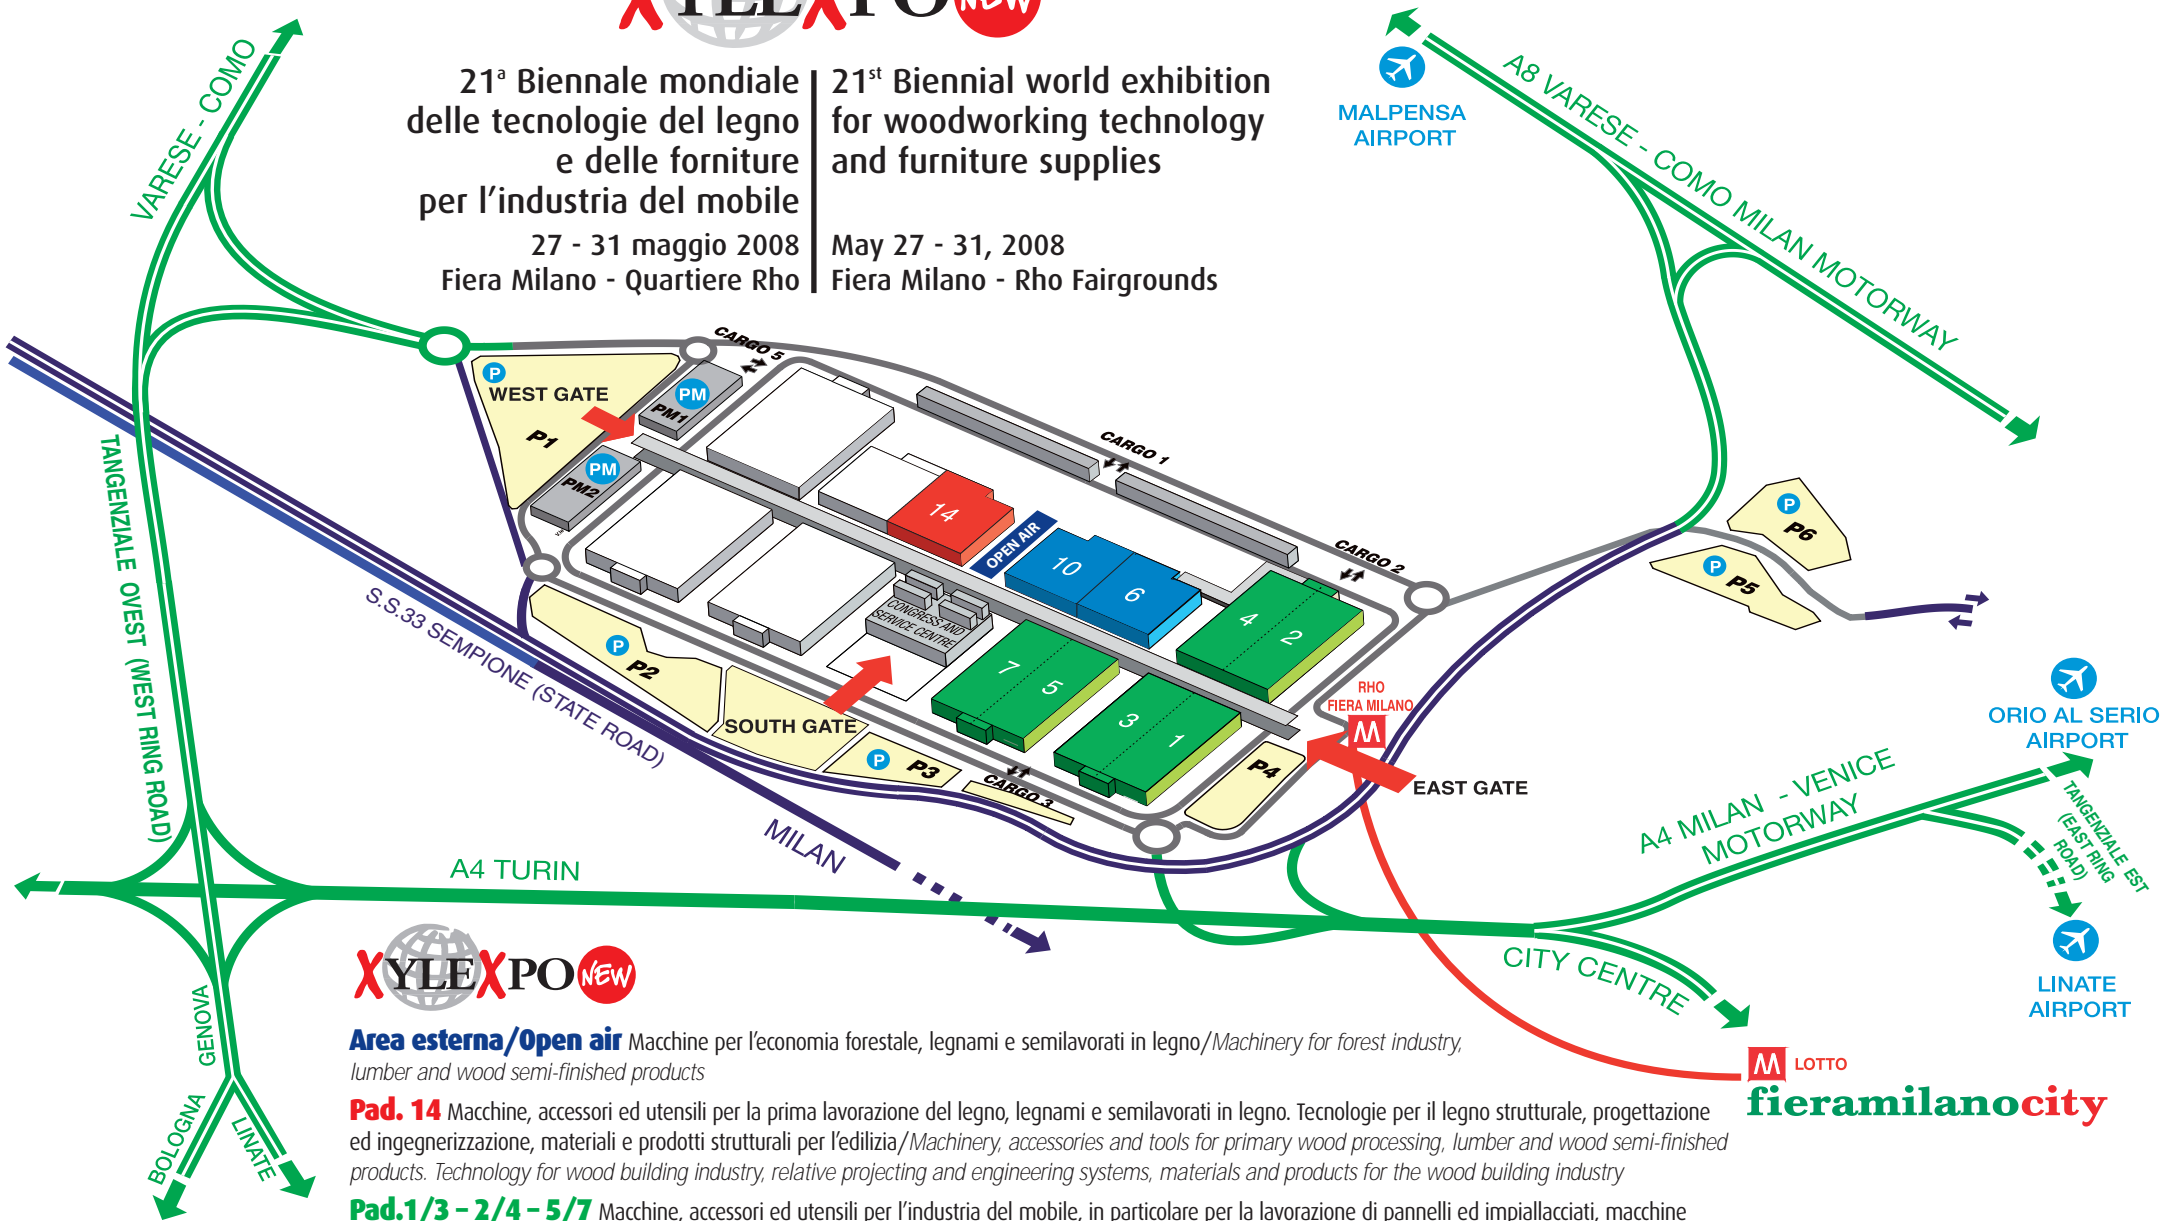 XYLEXPO NEW
21ª Biennale mondiale
delle tecnologie del legno
e delle forniture
per l'industria del mobile
27 - 31 maggio 2008
Fiera Milano - Quartiere Rho
21st Biennial world exhibition
for woodworking technology
and furniture supplies
May 27 - 31, 2008
Fiera Milano - Rho Fairgrounds
VARESE - COMO
MALPENSA
AIRPORT
A8 VARESE - COMO MILAN MOTORWAY
CARGO 5
P
WEST GATE
PM
PM1
P1
PM
PM2
CARGO 1
CARGO 2
14
OPEN AIR
10
6
4
2
CONGRESS AND
SERVICE CENTRE
7
5
3
1
P
P6
P
P5
TANGENZIALE OVEST (WEST RING ROAD)
S.S.33 SEMPIONE (STATE ROAD)
P
P2
SOUTH GATE
P
P3
CARGO 3
P4
RHO
FIERA MILANO
M
EAST GATE
ORIO AL SERIO
AIRPORT
A4 MILAN - VENICE
MOTORWAY
TANGENZIALE EST
(EAST RING
ROAD)
MILAN
A4 TURIN
CITY CENTRE
LINATE
AIRPORT
GENOVA
BOLOGNA
LINATE
M LOTTO
fieramilanocity
XYLEXPO NEW
Area esterna/Open air Macchine per l'economia forestale, legnami e semilavorati in legno/Machinery for forest industry,
lumber and wood semi-finished products
Pad. 14 Macchine, accessori ed utensili per la prima lavorazione del legno, legnami e semilavorati in legno. Tecnologie per il legno strutturale, progettazione
ed ingegnerizzazione, materiali e prodotti strutturali per l'edilizia/Machinery, accessories and tools for primary wood processing, lumber and wood semi-finished
products. Technology for wood building industry, relative projecting and engineering systems, materials and products for the wood building industry
Pad.1/3 – 2/4 – 5/7 Macchine, accessori ed utensili per l'industria del mobile, in particolare per la lavorazione di pannelli ed impiallacciati, macchine